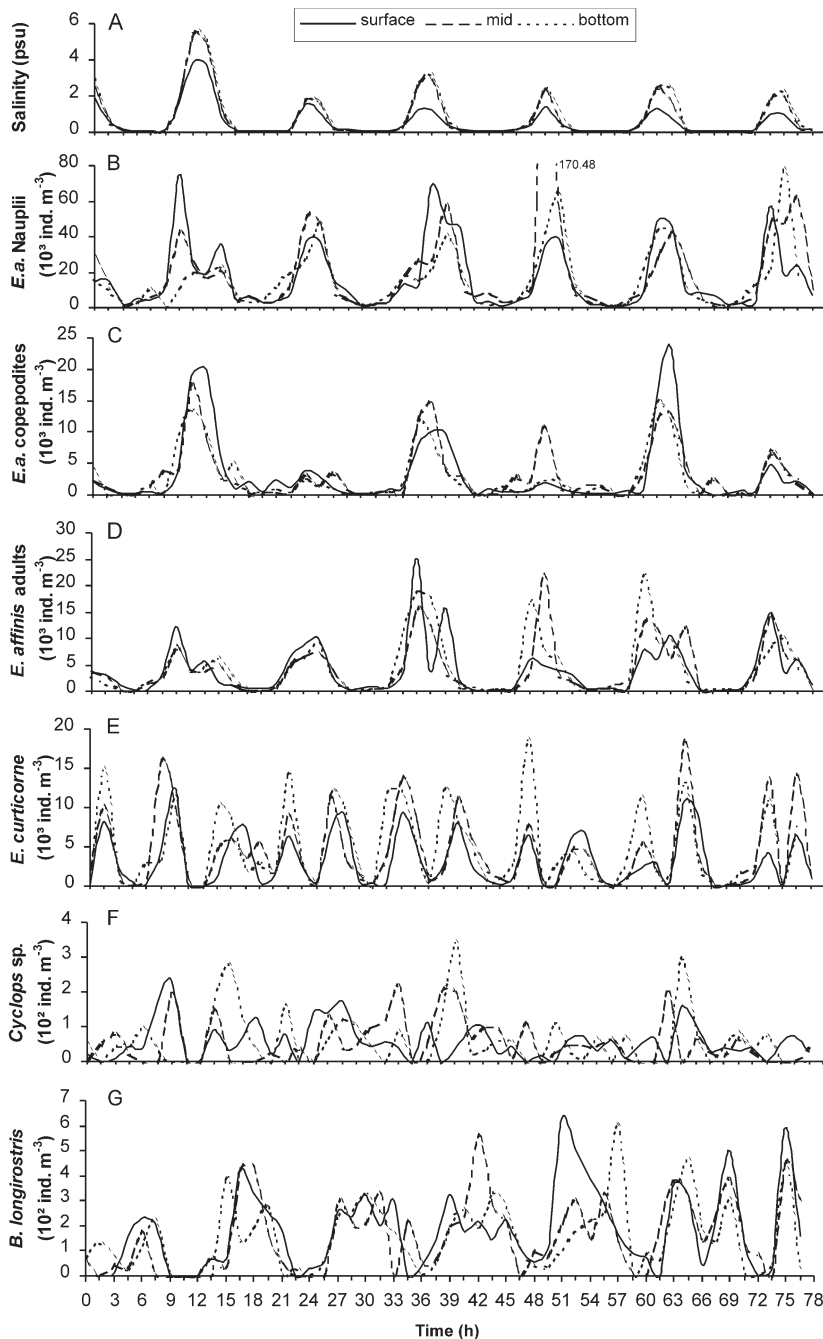 surface mid bottom
A
Salinity (psu)
6
4
2
0
B
E.a. Nauplii
(10³ ind. m⁻³)
80
60
40
20
0
170.48
C
E.a. copepodites
(10³ ind. m⁻³)
25
20
15
10
5
0
D
E. affinis adults
(10³ ind. m⁻³)
30
25
20
15
10
5
0
E
E. curticorne
(10³ ind. m⁻³)
20
15
10
5
0
F
Cyclops sp.
(10² ind. m⁻³)
4
3
2
1
0
G
B. longirostris
(10² ind. m⁻³)
7
6
5
4
3
2
1
0
0 3 6 9 12 15 18 21 24 27 30 33 36 39 42 45 48 51 54 57 60 63 66 69 72 75 78
Time (h)